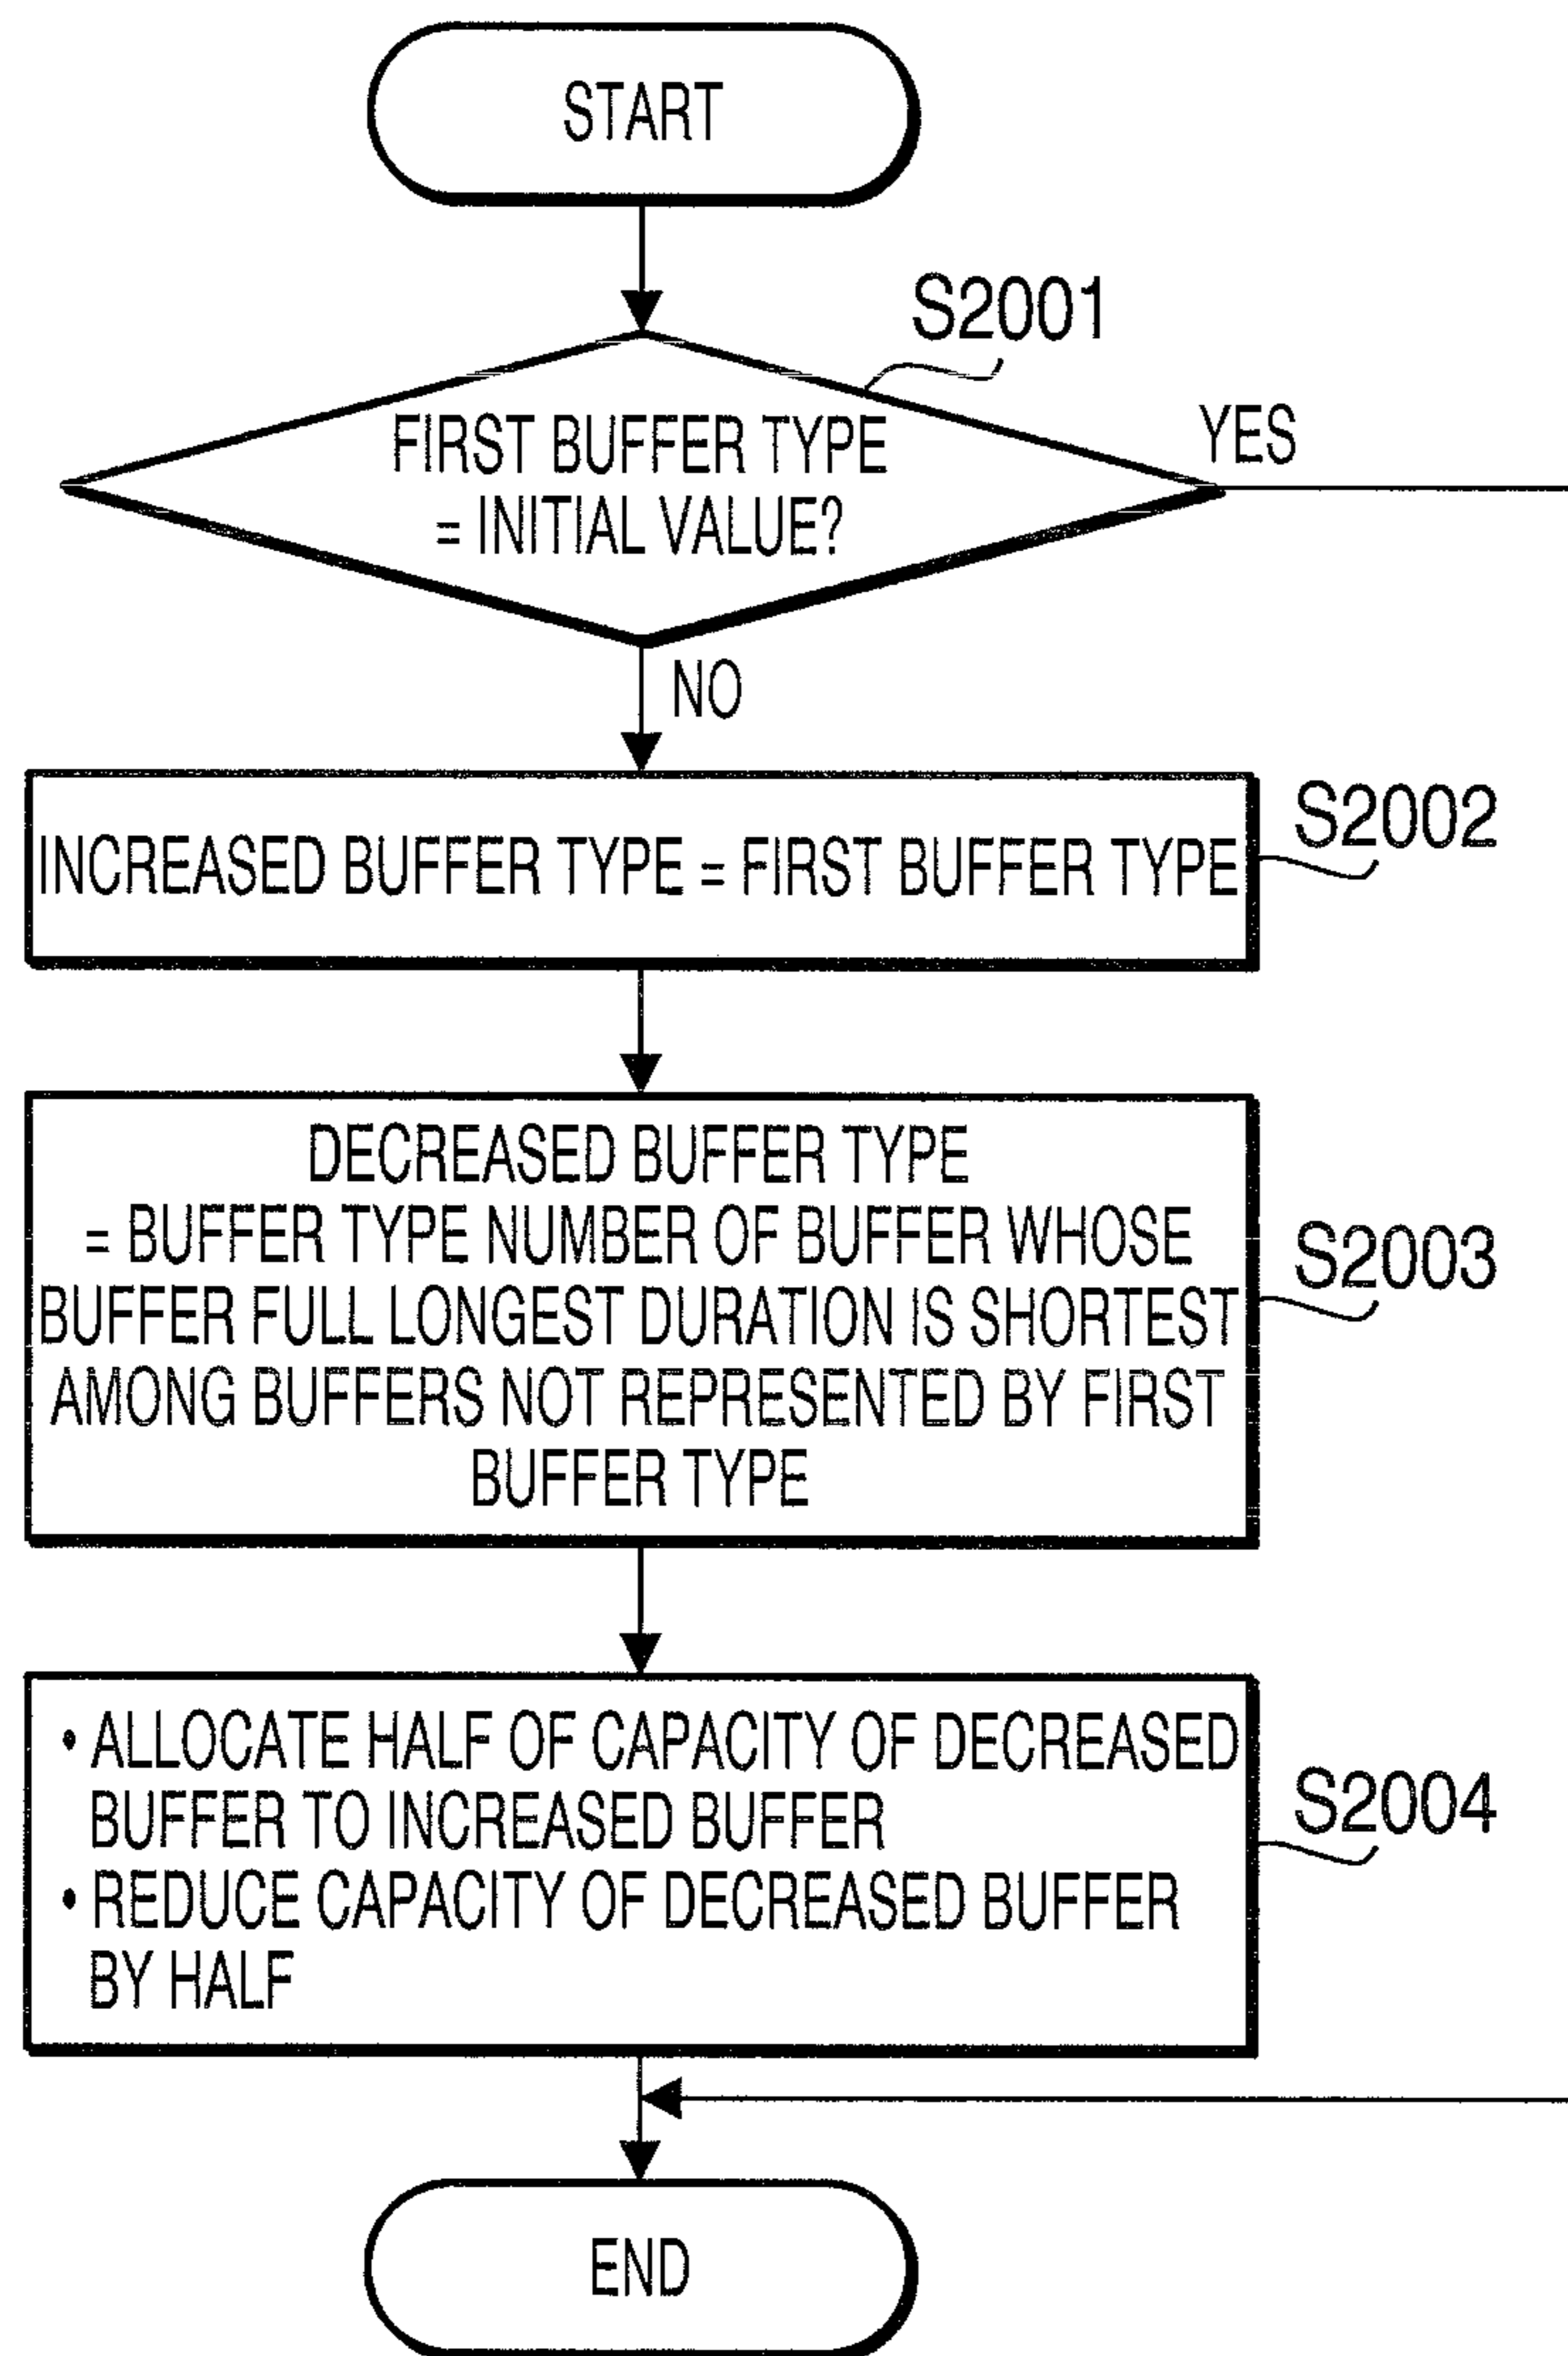 START
S2001
FIRST BUFFER TYPE
= INITIAL VALUE?
YES
NO
INCREASED BUFFER TYPE = FIRST BUFFER TYPE
S2002
DECREASED BUFFER TYPE
= BUFFER TYPE NUMBER OF BUFFER WHOSE
BUFFER FULL LONGEST DURATION IS SHORTEST
AMONG BUFFERS NOT REPRESENTED BY FIRST
BUFFER TYPE
S2003
• ALLOCATE HALF OF CAPACITY OF DECREASED
BUFFER TO INCREASED BUFFER
• REDUCE CAPACITY OF DECREASED BUFFER
BY HALF
S2004
END